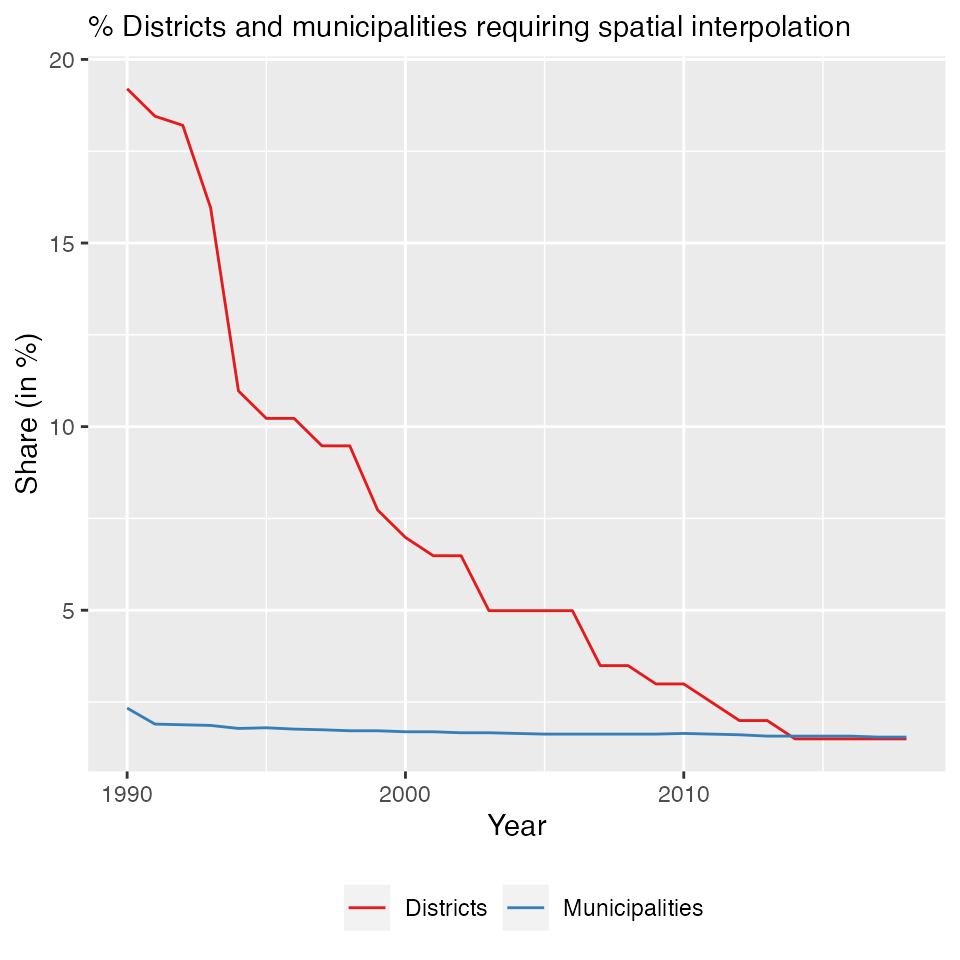 % Districts and municipalities requiring spatial interpolation
20
15
10
5
Share (in %)
1990 2000 2010
Year
Districts Municipalities